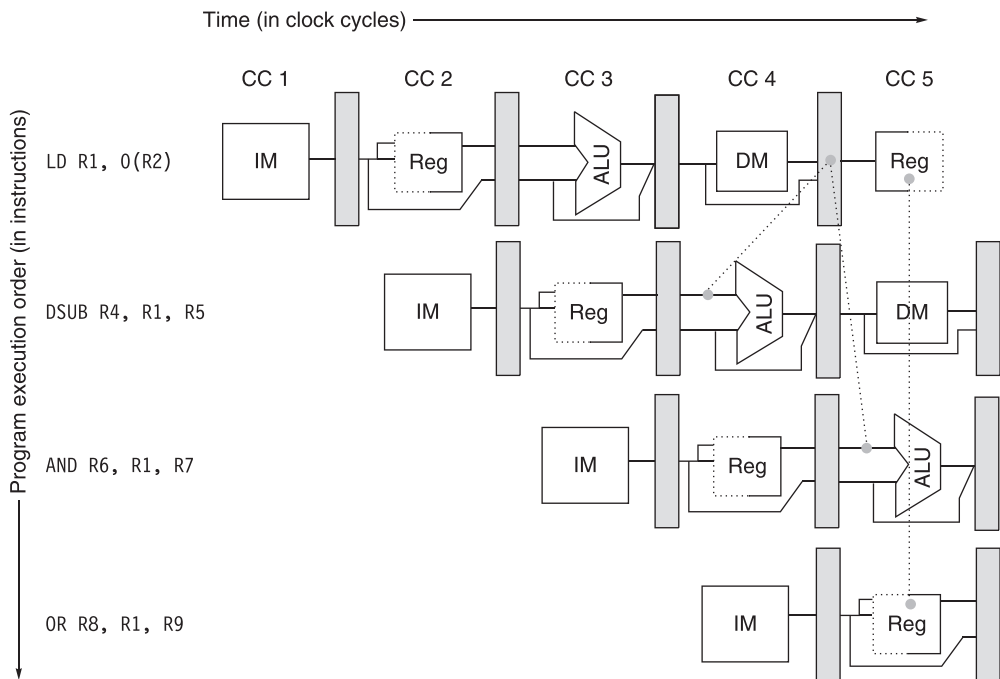 Time (in clock cycles)
CC 1 CC 2 CC 3 CC 4 CC 5
Program execution order (in instructions)
LD R1, 0(R2)
IM Reg ALU DM Reg
DSUB R4, R1, R5
IM Reg ALU DM
AND R6, R1, R7
IM Reg ALU
OR R8, R1, R9
IM Reg